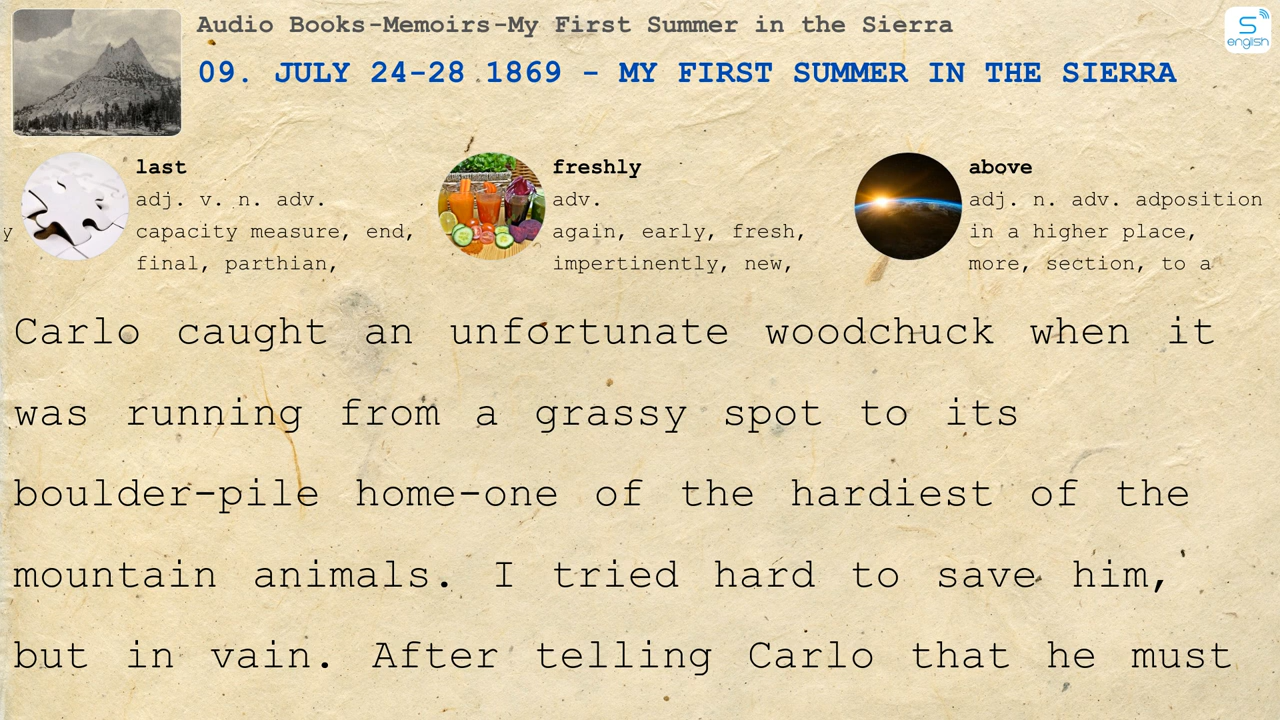 Audio Books-Memoirs-My First Summer in the Sierra
09. JULY 24-28 1869 - MY FIRST SUMMER IN THE SIERRA
S
english
last
adj. v. n. adv.
capacity measure, end,
final, parthian,
freshly
adv.
again, early, fresh,
impertinently, new,
above
adj. n. adv. adposition
in a higher place,
more, section, to a
y
Carlo caught an unfortunate woodchuck when it
was running from a grassy spot to its
boulder-pile home-one of the hardiest of the
mountain animals. I tried hard to save him,
but in vain. After telling Carlo that he must